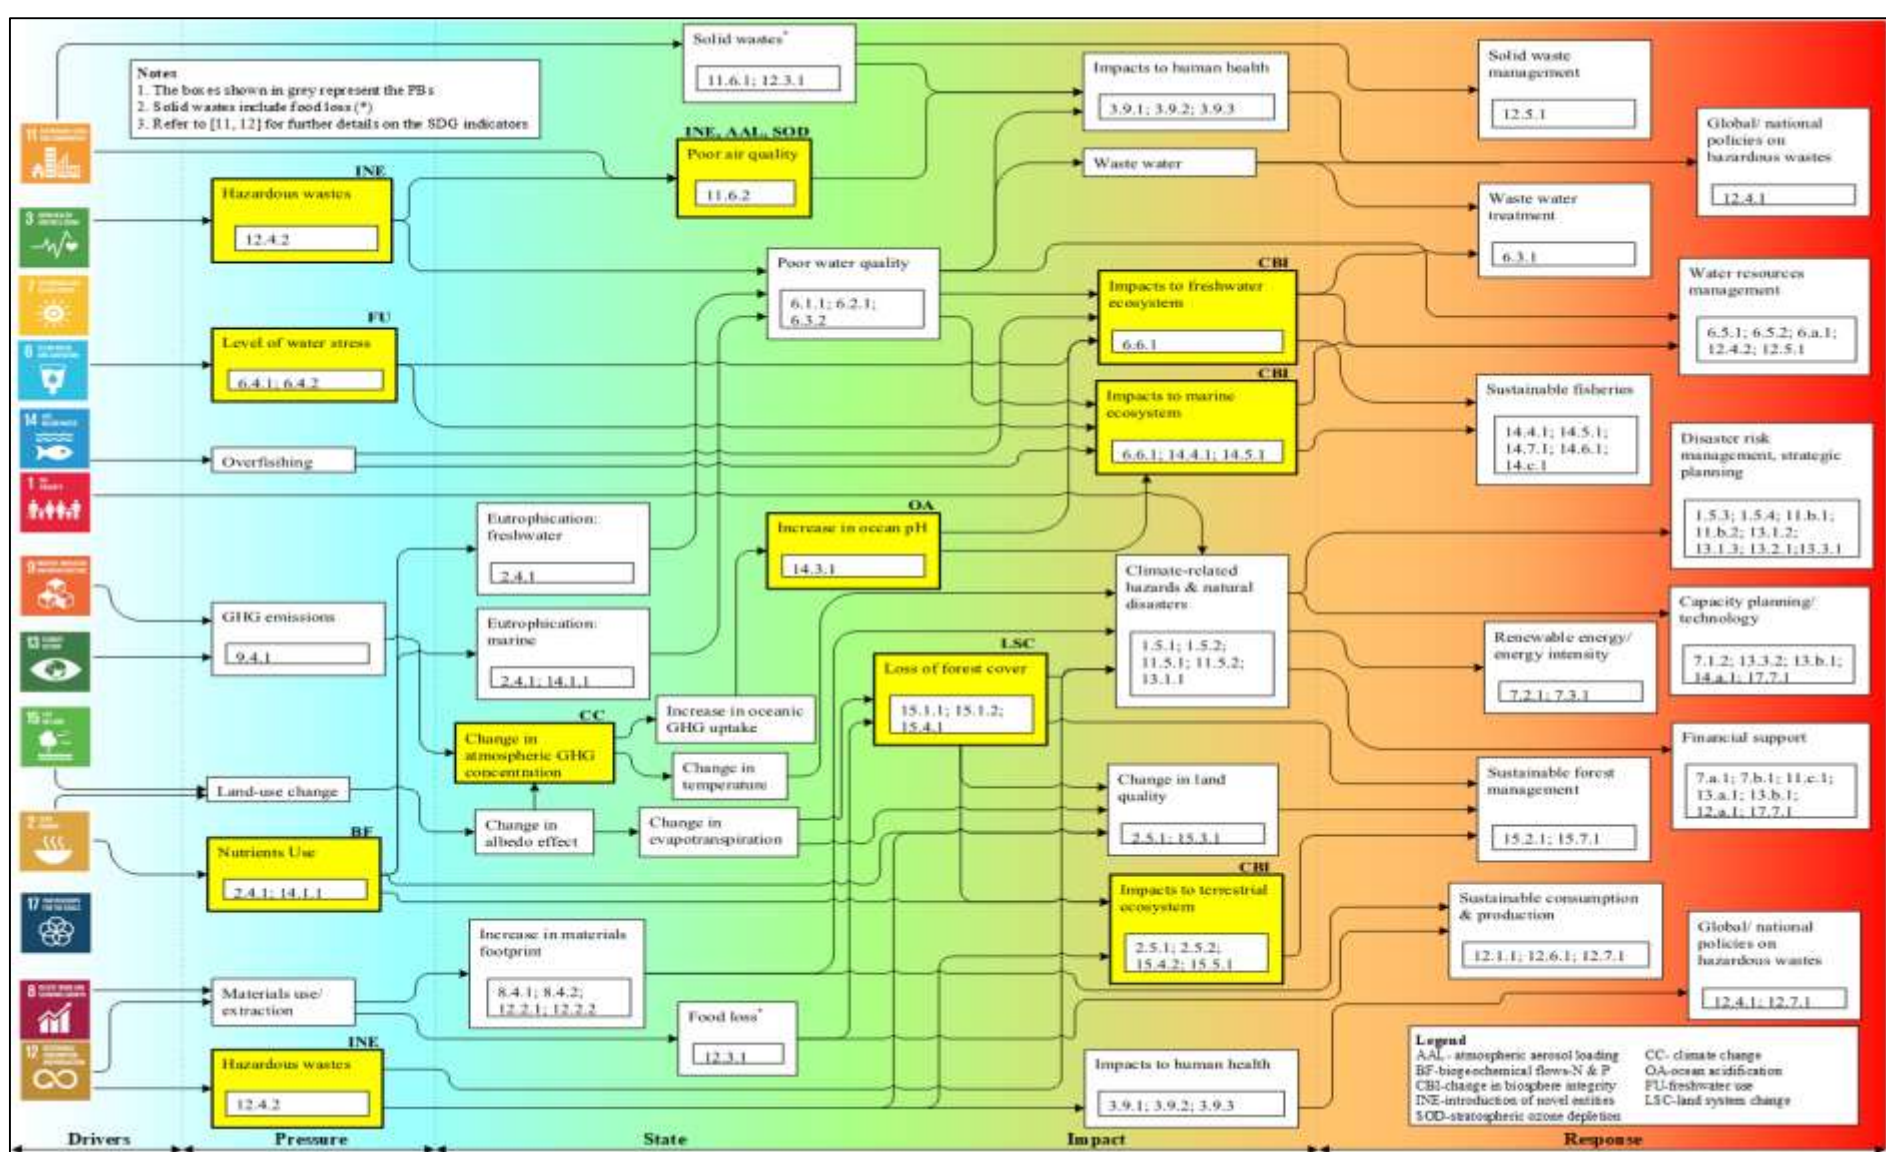 Notes
1. The boxes shown in grey represent the PBs
2. Solid wastes include food loss (*)
3. Refer to [11, 12] for further details on the SDG indicators
11
3
7
6
14
1
9
13
15
2
17
8
12
INE
Hazardous wastes
12.4.2
FU
Level of water stress
6.4.1; 6.4.2
Overfisihing
GHG emissions
9.4.1
Land-use change
BF
Nutrients Use
2.4.1; 14.1.1
Materials use/
extraction
INE
Hazardous wastes
12.4.2
Solid wastes*
11.6.1; 12.3.1
INE, AAL, SOD
Poor air quality
11.6.2
Poor water quality
6.1.1; 6.2.1;
6.3.2
Eutrophication:
freshwater
2.4.1
Eutrophication:
marine
2.4.1; 14.1.1
OA
Increase in ocean pH
14.3.1
CC
Change in
atmospheric GHG
concentration
Increase in oceanic
GHG uptake
Change in
temperature
Change in
albedo effect
Change in
evapotranspiration
LSC
Loss of forest cover
15.1.1; 15.1.2;
15.4.1
Increase in materials
footprint
8.4.1; 8.4.2;
12.2.1; 12.2.2
Food loss*
12.3.1
Impacts to human health
3.9.1; 3.9.2; 3.9.3
Waste water
CBI
Impacts to freshwater
ecosystem
6.6.1
CBI
Impacts to marine
ecosystem
6.6.1; 14.4.1; 14.5.1
Climate-related
hazards & natural
disasters
1.5.1; 1.5.2;
11.5.1; 11.5.2;
13.1.1
Change in land
quality
2.5.1; 15.3.1
CBI
Impacts to terrestrial
ecosystem
2.5.1; 2.5.2;
15.4.2; 15.5.1
Impacts to human health
3.9.1; 3.9.2; 3.9.3
Solid waste
management
12.5.1
Waste water
treatment
6.3.1
Sustainable fisheries
14.4.1; 14.5.1;
14.7.1; 14.6.1;
14.c.1
Renewable energy/
energy intensity
7.2.1; 7.3.1
Sustainable forest
management
15.2.1; 15.7.1
Sustainable consumption
& production
12.1.1; 12.6.1; 12.7.1
Global/ national
policies on
hazardous wastes
12.4.1
Water resources
management
6.5.1; 6.5.2; 6.a.1;
12.4.2; 12.5.1
Disaster risk
management, strategic
planning
1.5.3; 1.5.4; 11.b.1;
11.b.2; 13.1.2;
13.1.3; 13.2.1;13.3.1
Capacity planning/
technology
7.1.2; 13.3.2; 13.b.1;
14.a.1; 17.7.1
Financial support
7.a.1; 7.b.1; 11.c.1;
13.a.1; 13.b.1;
12.a.1; 17.7.1
Global/ national
policies on
hazardous wastes
12.4.1; 12.7.1
Legend
AAL - atmospheric aerosol loading
BF-biogeochemical flows-N & P
CBI-change in biosphere integrity
INE-introduction of novel entities
SOD-stratospheric ozone depletion
CC- climate change
OA-ocean acidification
FU-freshwater use
LSC-land system change
Drivers
Pressure
State
Impact
Response